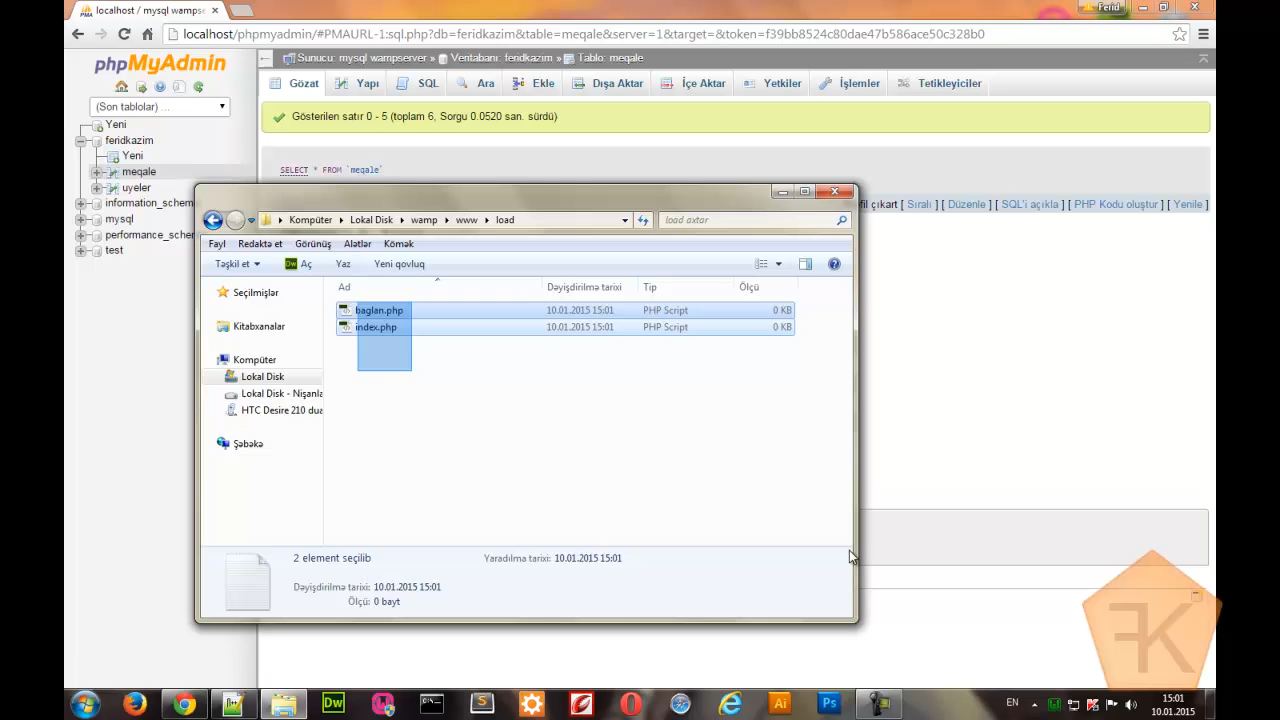 localhost / mysql wampse
Ferid
localhost/phpmyadmin/#PMAURL-1:sql.php?db=feridkazim&table=meqale&server=1&target=&token=f39bb8524c80dae47b586ace50c328b0
phpMyAdmin
(Son tablolar) ...
Yeni
feridkazim
Yeni
meqale
uyeler
information_schem
mysql
performance_scher
test
Sunucu: mysql wampserver » Veritabanı: feridkazim » Tablo: meqale
Gözat Yapı SQL Ara Ekle Dışa Aktar İçe Aktar Yetkiler İşlemler Tetikleyiciler
Gösterilen satır 0 - 5 (toplam 6, Sorgu 0.0520 san. sürdü)
SELECT * FROM `meqale`
fil çıkart [ Sıralı ] [ Düzenle ] [ SQL'i açıkla ] [ PHP Kodu oluştur ] [ Yenile ]
Kompüter Lokal Disk wamp www load
load axtar
Fayl Redaktə et Görünüş Alətlər Kömək
Təşkil et Dw Aç Yaz Yeni qovluq
Seçilmişlər
Kitabxanalar
Kompüter
Lokal Disk
Lokal Disk - Nişanla
HTC Desire 210 dua
Şəbəkə
Ad Dəyişdirilmə tarixi Tip Ölçü
baglan.php 10.01.2015 15:01 PHP Script 0 KB
index.php 10.01.2015 15:01 PHP Script 0 KB
2 element seçilib Yaradılma tarixi: 10.01.2015 15:01
Dəyişdirilmə tarixi: 10.01.2015 15:01
Ölçü: 0 bayt
FK
Dw Ai Ps
EN
15:01
10.01.2015